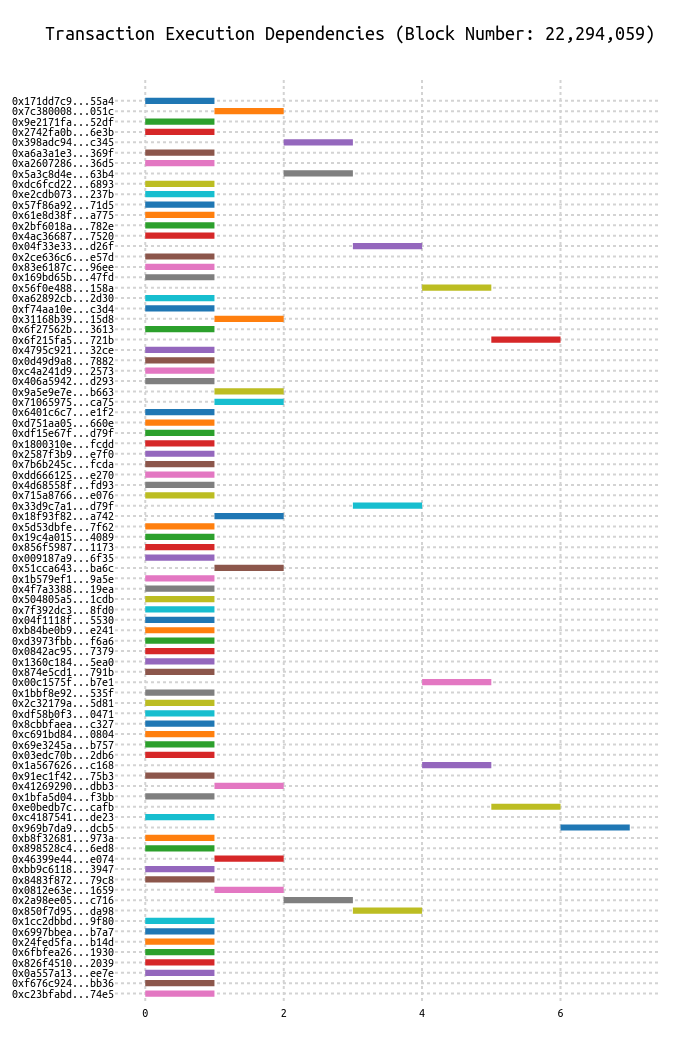 Transaction Execution Dependencies (Block Number: 22,294,059)
0x171dd7c9...55a4
0x7c380008...051c
0x9e2171fa...52df
0x2742fa0b...6e3b
0x398adc94...c345
0xa6a3a1e3...369f
0xa2607286...36d5
0x5a3c8d4e...63b4
0xdc6fcd22...6893
0xe2cdb073...237b
0x57f86a92...71d5
0x61e8d38f...a775
0x2bf6018a...782e
0x4ac36687...7520
0x04f33e33...d26f
0x2ce636c6...e57d
0x83e6187c...96ee
0x169bd65b...47fd
0x56f0e488...158a
0xa62892cb...2d30
0xf74aa10e...c3d4
0x31168b39...15d8
0x6f27562b...3613
0x6f215fa5...721b
0x4795c921...32ce
0x0d49d9a8...7882
0xc4a241d9...2573
0x406a5942...d293
0x9a5e9e7e...b663
0x71065975...ca75
0x6401c6c7...e1f2
0xd751aa05...660e
0xdf15e67f...d79f
0x1800310e...fcdd
0x2587f3b9...e7f0
0x7b6b245c...fcda
0xdd666125...e270
0x4d68558f...fd93
0x715a8766...e076
0x33d9c7a1...d79f
0x18f93f82...a742
0x5d53dbfe...7f62
0x19c4a015...4089
0x856f5987...1173
0x009187a9...6f35
0x51cca643...ba6c
0x1b579ef1...9a5e
0x4f7a3388...19ea
0x504805a5...1cdb
0x7f392dc3...8fd0
0x04f1118f...5530
0xb84be0b9...e241
0xd3973fbb...f6a6
0x0842ac95...7379
0x1360c184...5ea0
0x874e5cd1...791b
0x00c1575f...b7e1
0x1bbf8e92...535f
0x2c32179a...5d81
0xdf58b0f3...0471
0x8cbbfaea...c327
0xc691bd84...0804
0x69e3245a...b757
0x03edc70b...2db6
0x1a567626...c168
0x91ec1f42...75b3
0x41269290...dbb3
0x1bfa5d04...f3bb
0xe0bedb7c...cafb
0xc4187541...de23
0x969b7da9...dcb5
0xb8f32681...973a
0x898528c4...6ed8
0x46399e44...e074
0xbb9c6118...3947
0x8483f872...79c8
0x0812e63e...1659
0x2a98ee05...c716
0x850f7d95...da98
0x1cc2dbbd...9f80
0x6997bbea...b7a7
0x24fed5fa...b14d
0x6fbfea26...1930
0x826f4510...2039
0x0a557a13...ee7e
0xf676c924...bb36
0xc23bfabd...74e5
0 2 4 6